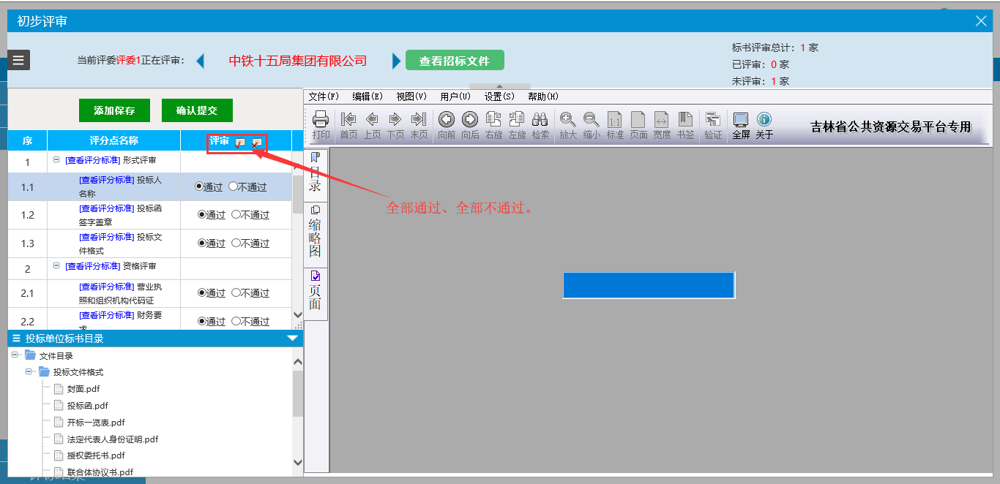 初步评审
当前评委评委1正在评审:
中铁十五局集团有限公司
查看招标文件
标书评审总计: 1 家
已评审: 0 家
未评审: 1 家
添加保存
确认提交
文件(F) 编辑(E) 视图(V) 用户(U) 设置(S) 帮助(H)
打印 首页 上页 下页 末页 向前 向后 右旋 左旋 检索 放大 缩小 标准 页面 宽度 书签 验证 全屏 关于
吉林省公共资源交易平台专用
序 评分点名称 评审
1 [查看评分标准] 形式评审
1.1 [查看评分标准] 投标人
名称
通过 不通过
1.2 [查看评分标准] 投标函
签字盖章
通过 不通过
1.3 [查看评分标准] 投标文
件格式
通过 不通过
2 [查看评分标准] 资格评审
2.1 [查看评分标准] 营业执
照和组织机构代码证
通过 不通过
2.2 [查看评分标准] 财务要
求
通过 不通过
目录
缩略图
页面
全部通过、全部不通过。
投标单位标书目录
文件目录
投标文件格式
封面.pdf
投标函.pdf
开标一览表.pdf
法定代表人身份证明.pdf
授权委托书.pdf
联合体协议书.pdf